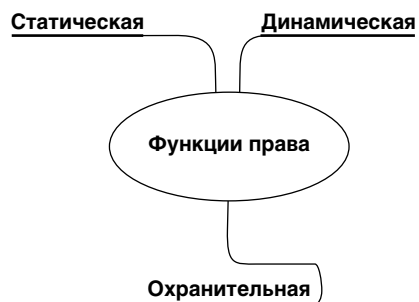 Статическая
Динамическая
Функции права
Охранительная